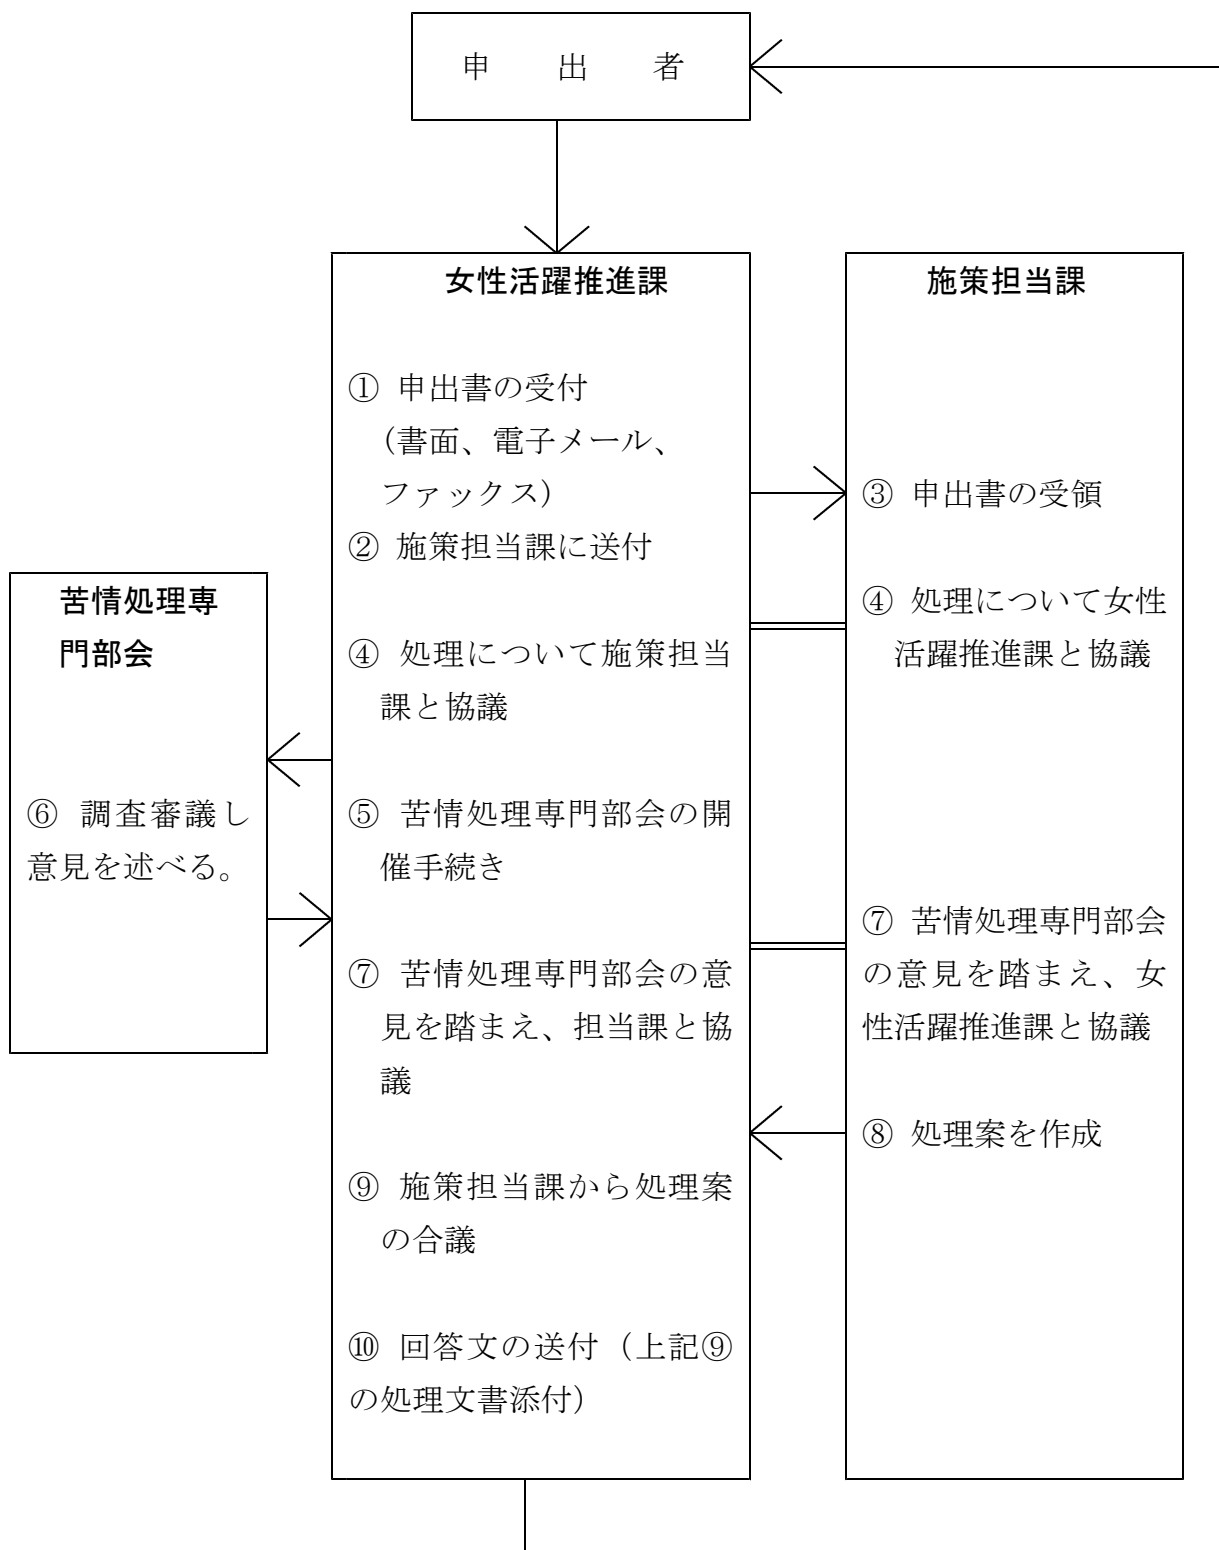 申　出　者
女性活躍推進課
① 申出書の受付
（書面、電子メール、
ファックス）
② 施策担当課に送付
④ 処理について施策担当
課と協議
⑤ 苦情処理専門部会の開
催手続き
⑦ 苦情処理専門部会の意
見を踏まえ、担当課と協
議
⑨ 施策担当課から処理案
の合議
⑩ 回答文の送付（上記⑨
の処理文書添付）
施策担当課
③ 申出書の受領
④ 処理について女性
活躍推進課と協議
⑦ 苦情処理専門部会
の意見を踏まえ、女
性活躍推進課と協議
⑧ 処理案を作成
苦情処理専
門部会
⑥ 調査審議し
意見を述べる。